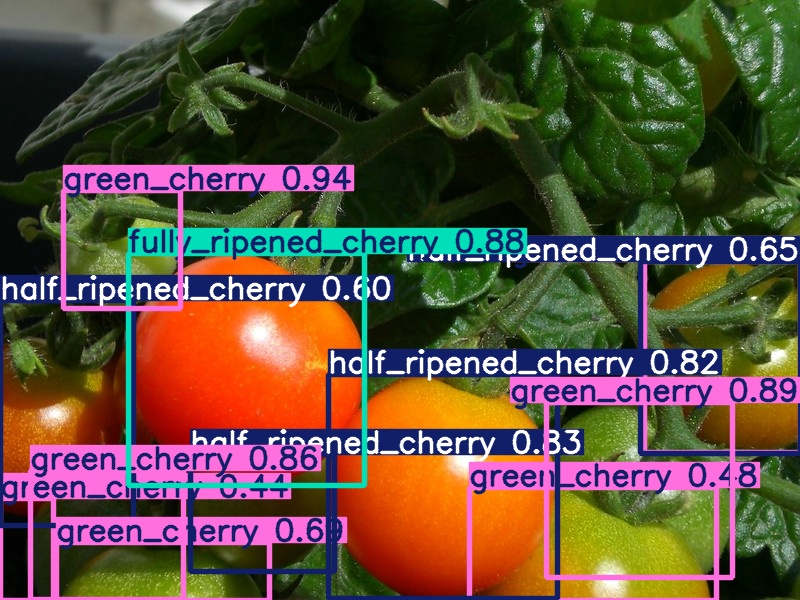 green_cherry 0.94
fully_ripened_cherry 0.88
half_ripened_cherry 0.65
half_ripened_cherry 0.60
half_ripened_cherry 0.82
green_cherry 0.89
half_ripened_cherry 0.83
green_cherry 0.86
green_cherry 0.48
green_cherry 0.44
green_cherry 0.69